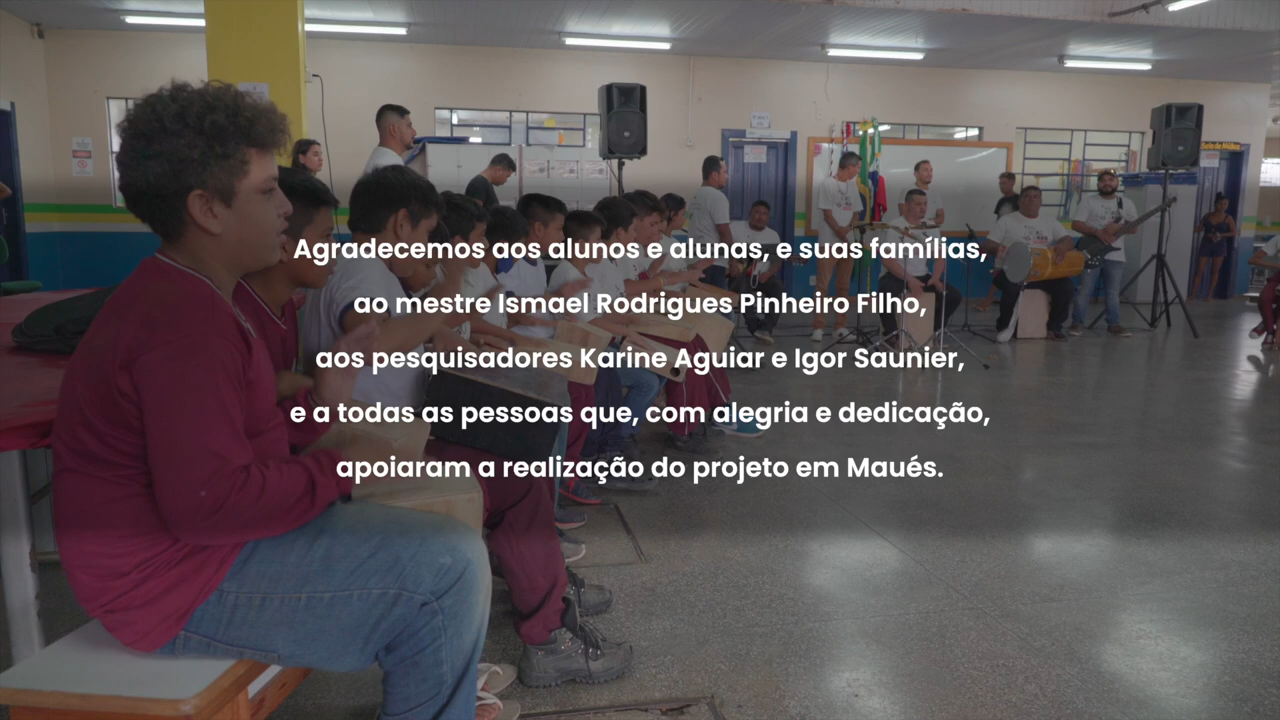 Agradecemos aos alunos e alunas, e suas famílias,
ao mestre Ismael Rodrigues Pinheiro Filho,
aos pesquisadores Karine Aguiar e Igor Saunier,
e a todas as pessoas que, com alegria e dedicação,
apoiaram a realização do projeto em Maués.